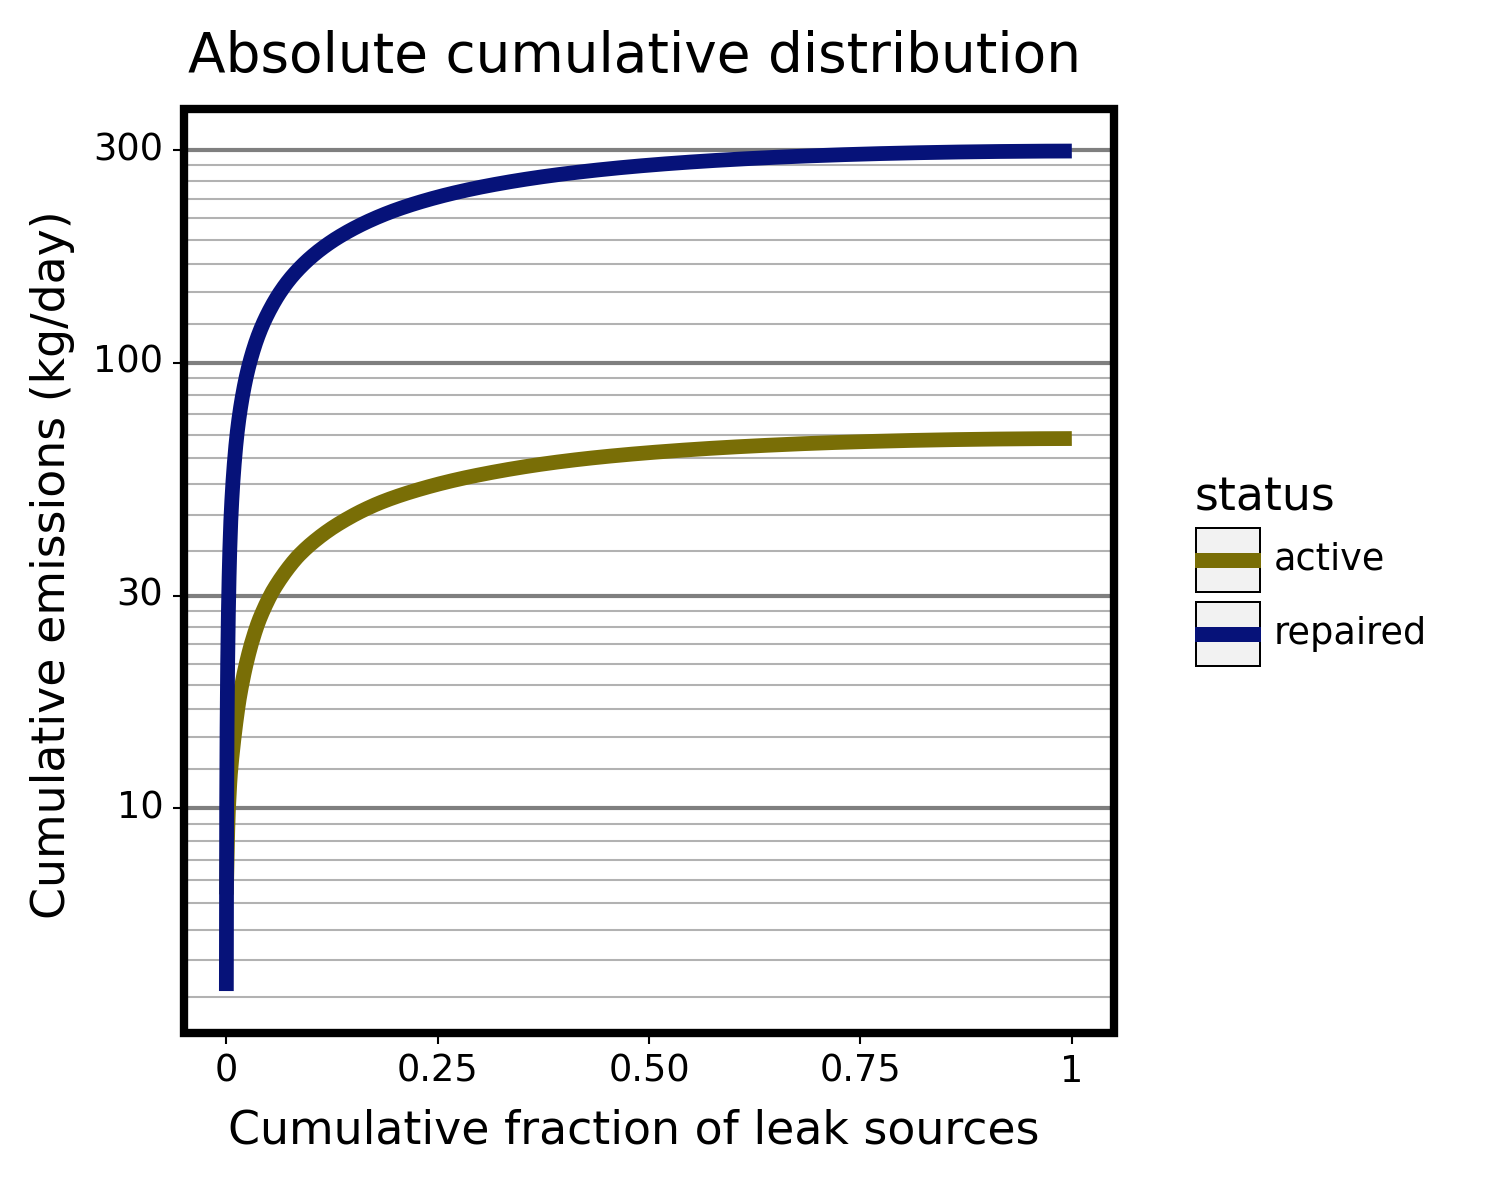 Absolute cumulative distribution
Cumulative emissions (kg/day)
300
100
30
10
0
0.25
0.50
0.75
1
Cumulative fraction of leak sources
status
active
repaired